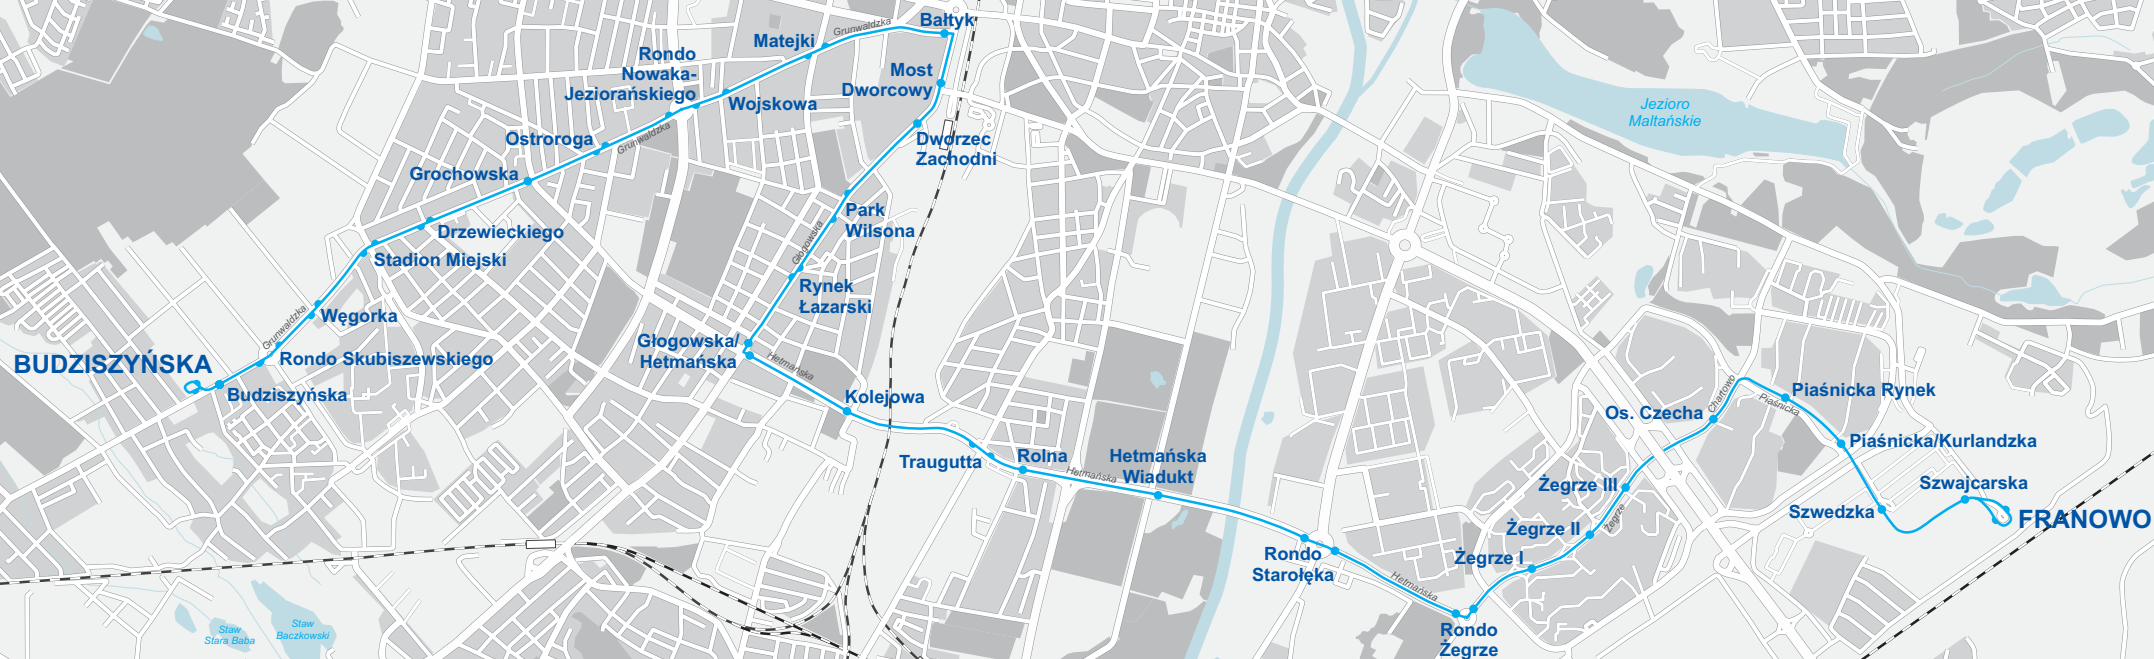 BUDZISZYŃSKA
Budziszyńska
Rondo Skubiszewskiego
Grunwaldzka
Węgorka
Stadion Miejski
Drzewieckiego
Grochowska
Ostroroga
Grunwaldzka
Rondo
Nowaka-
Jeziorańskiego
Wojskowa
Matejki
Grunwaldzka
Bałtyk
Most
Dworcowy
Dworzec
Zachodni
Park
Wilsona
Głogowska
Rynek
Łazarski
Głogowska/
Hetmańska
Hetmańska
Kolejowa
Traugutta
Rolna
Hetmańska
Hetmańska
Wiadukt
Rondo
Starołęka
Hetmańska
Rondo
Żegrze
Żegrze I
Żegrze II
Żegrze
Żegrze III
Os. Czecha
Chartowo
Piaśnicka
Piaśnicka Rynek
Piaśnicka/Kurlandzka
Szwedzka
Szwajcarska
FRANOWO
Jezioro
Maltańskie
Staw
Stara Baba
Staw
Baczkowski